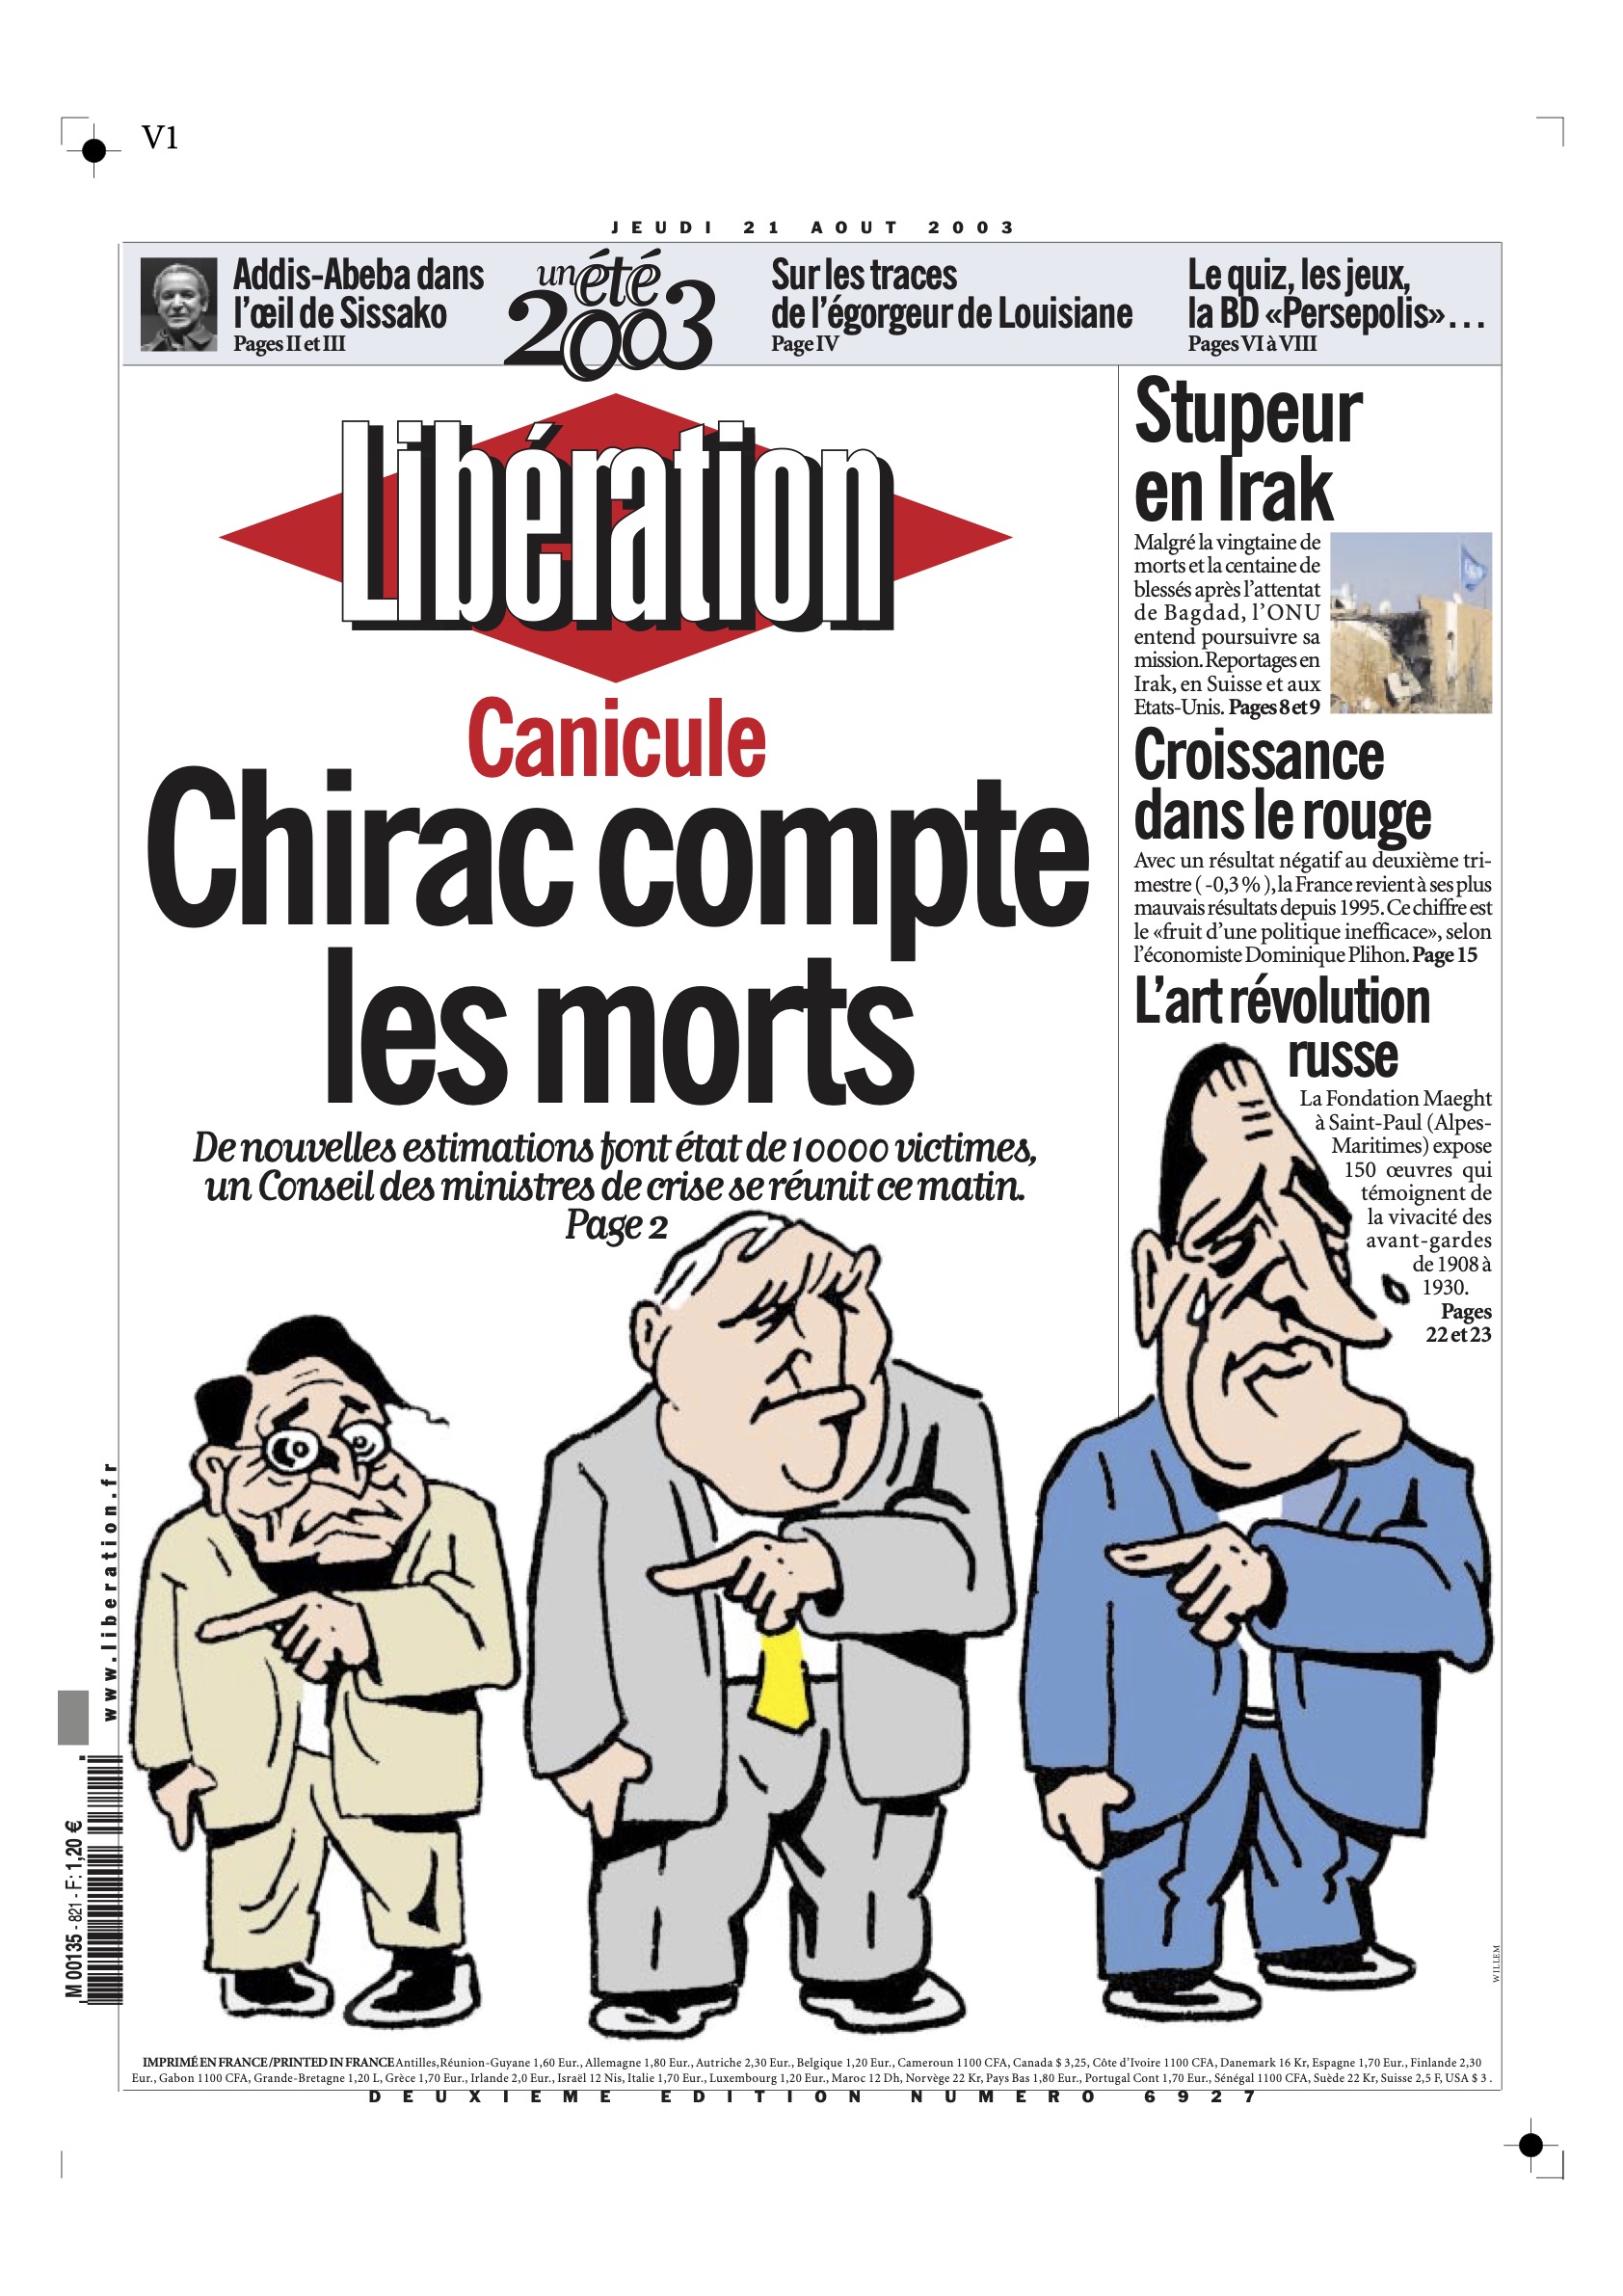 V1
JEUDI 21 AOUT 2003
Addis-Abeba dans
l'œil de Sissako
Pages II et III
un été
2003
Sur les traces
de l'égorgeur de Louisiane
Page IV
Le quiz, les jeux,
la BD «Persepolis»...
Pages VI à VIII
Libération
Canicule
Chirac compte
les morts
De nouvelles estimations font état de 10000 victimes,
un Conseil des ministres de crise se réunit ce matin.
Page 2
Stupeur
en Irak
Malgré la vingtaine de
morts et la centaine de
blessés après l'attentat
de Bagdad, l'ONU
entend poursuivre sa
mission. Reportages en
Irak, en Suisse et aux
Etats-Unis. Pages 8 et 9
Croissance
dans le rouge
Avec un résultat négatif au deuxième tri-
mestre ( -0,3 % ), la France revient à ses plus
mauvais résultats depuis 1995. Ce chiffre est
le «fruit d'une politique inefficace», selon
l'économiste Dominique Plihon. Page 15
L'art révolution
russe
La Fondation Maeght
à Saint-Paul (Alpes-
Maritimes) expose
150 œuvres qui
témoignent de
la vivacité des
avant-gardes
de 1908 à
1930.
Pages
22 et 23
www.liberation.fr
M 00135 - 821 - F: 1,20 €
WILLEM
IMPRIMÉ EN FRANCE/PRINTED IN FRANCE Antilles,Réunion-Guyane 1,60 Eur., Allemagne 1,80 Eur., Autriche 2,30 Eur., Belgique 1,20 Eur., Cameroun 1100 CFA, Canada $ 3,25, Côte d'Ivoire 1100 CFA, Danemark 16 Kr, Espagne 1,70 Eur., Finlande 2,30
Eur., Gabon 1100 CFA, Grande-Bretagne 1,20 L, Grèce 1,70 Eur., Irlande 2,0 Eur., Israël 12 Nis, Italie 1,70 Eur., Luxembourg 1,20 Eur., Maroc 12 Dh, Norvège 22 Kr, Pays Bas 1,80 Eur., Portugal Cont 1,70 Eur., Sénégal 1100 CFA, Suède 22 Kr, Suisse 2,5 F, USA $ 3 .
DEUXIEME EDITION NUMERO 6927